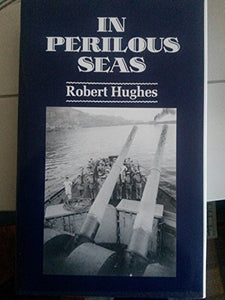 IN
PERILOUS
SEAS
Robert Hughes